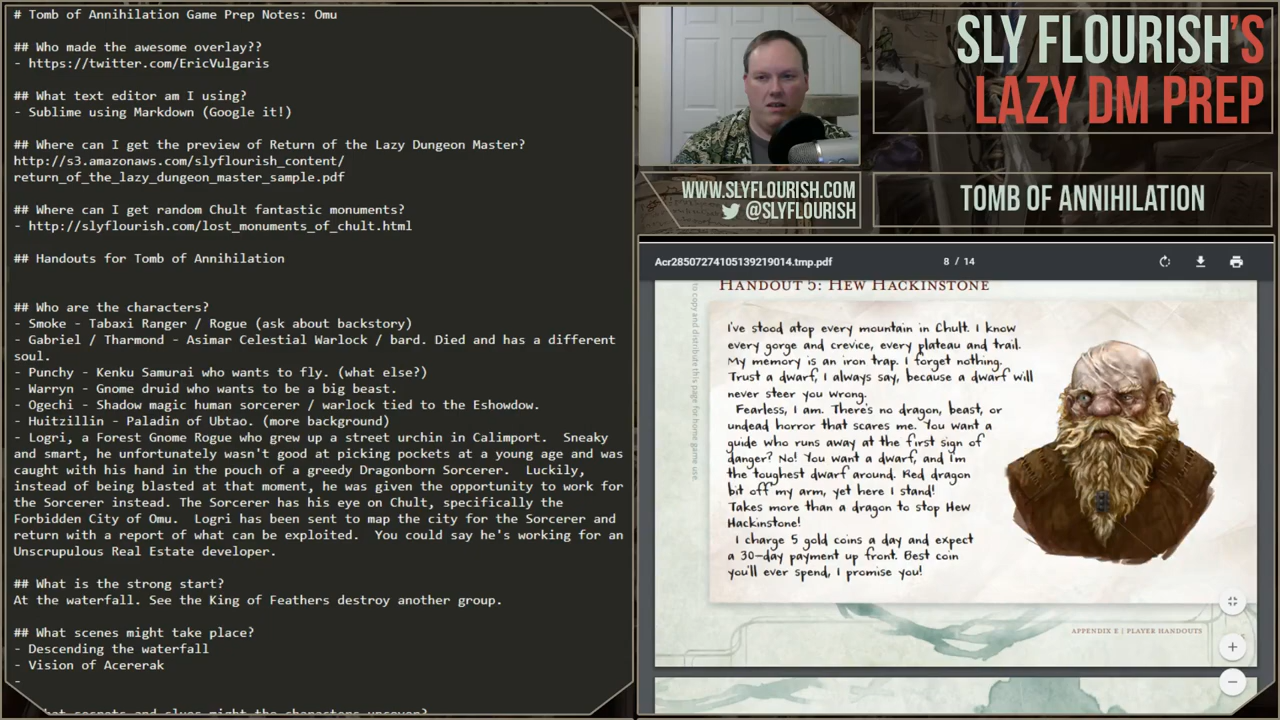 # Tomb of Annihilation Game Prep Notes: Omu
## Who made the awesome overlay??
- https://twitter.com/EricVulgaris
## What text editor am I using?
- Sublime using Markdown (Google it!)
## Where can I get the preview of Return of the Lazy Dungeon Master?
http://s3.amazonaws.com/slyflourish_content/
return_of_the_lazy_dungeon_master_sample.pdf
## Where can I get random Chult fantastic monuments?
- http://slyflourish.com/lost_monuments_of_chult.html
## Handouts for Tomb of Annihilation
## Who are the characters?
- Smoke - Tabaxi Ranger / Rogue (ask about backstory)
- Gabriel / Tharmond - Asimar Celestial Warlock / bard. Died and has a different
soul.
- Punchy - Kenku Samurai who wants to fly. (what else?)
- Warryn - Gnome druid who wants to be a big beast.
- Ogechi - Shadow magic human sorcerer / warlock tied to the Eshowdow.
- Huitzillin - Paladin of Ubtao. (more background)
- Logri, a Forest Gnome Rogue who grew up a street urchin in Calimport.  Sneaky
and smart, he unfortunately wasn't good at picking pockets at a young age and was
caught with his hand in the pouch of a greedy Dragonborn Sorcerer.  Luckily,
instead of being blasted at that moment, he was given the opportunity to work for
the Sorcerer instead. The Sorcerer has his eye on Chult, specifically the
Forbidden City of Omu.  Logri has been sent to map the city for the Sorcerer and
return with a report of what can be exploited.  You could say he's working for an
Unscrupulous Real Estate developer.
## What is the strong start?
At the waterfall. See the King of Feathers destroy another group.
## What scenes might take place?
- Descending the waterfall
- Vision of Acererak
-
What secrets and clues might the characters uncover?
SLY FLOURISH'S
LAZY DM PREP
WWW.SLYFLOURISH.COM
@SLYFLOURISH
TOMB OF ANNIHILATION
Acr28507274105139219014.tmp.pdf
8 / 14
HANDOUT 5: HEW HACKINSTONE
to copy and distribute this page for home game use.
I've stood atop every mountain in Chult. I know
every gorge and crevice, every plateau and trail.
My memory is an iron trap. I forget nothing.
Trust a dwarf, I always say, because a dwarf will
never steer you wrong.
Fearless, I am. There's no dragon, beast, or
undead horror that scares me. You want a
guide who runs away at the first sign of
danger? No! You want a dwarf, and I'm
the toughest dwarf around. Red dragon
bit off my arm, yet here I stand!
Takes more than a dragon to stop Hew
Hackinstone!
I charge 5 gold coins a day and expect
a 30-day payment up front. Best coin
you'll ever spend, I promise you!
APPENDIX E | PLAYER HANDOUTS